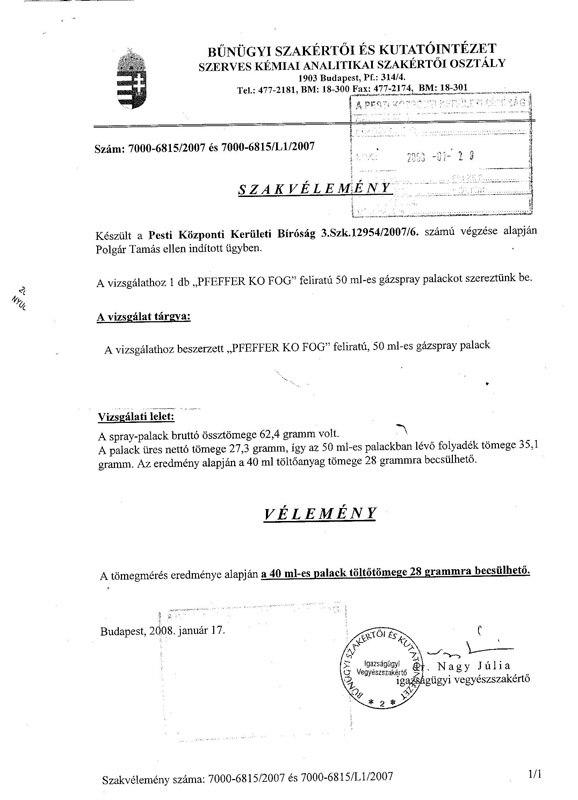 BŰNÜGYI SZAKÉRTŐI ÉS KUTATÓINTÉZET
SZERVES KÉMIAI ANALITIKAI SZAKÉRTŐI OSZTÁLY
1903 Budapest, Pf.: 314/4.
Tel.: 477-2181, BM: 18-300 Fax: 477-2174, BM: 18-301
A PESTI KÖZPONTI KERÜLETI BÍRÓSÁG
Szám: 7000-6815/2007 és 7000-6815/L1/2007
SZAKVÉLEMÉNY
Készült a Pesti Központi Kerületi Bíróság 3.Szk.12954/2007/6. számú végzése alapján
Polgár Tamás ellen indított ügyben.
A vizsgálathoz 1 db „PFEFFER KO FOG” feliratú 50 ml-es gázspray palackot szereztünk be.
A vizsgálat tárgya:
A vizsgálathoz beszerzett „PFEFFER KO FOG” feliratú, 50 ml-es gázspray palack
Vizsgálati lelet:
A spray-palack bruttó össztömege 62,4 gramm volt.
A palack üres nettó tömege 27,3 gramm, így az 50 ml-es palackban lévő folyadék tömege 35,1
gramm. Az eredmény alapján a 40 ml töltőanyag tömege 28 grammra becsülhető.
VÉLEMÉNY
A tömegmérés eredménye alapján a 40 ml-es palack töltőtömege 28 grammra becsülhető.
Budapest, 2008. január 17.
BŰNÜGYI SZAKÉRTŐI ÉS KUTATÓINTÉZET
Igazságügyi
Vegyészszakértő
* 2 *
dr. Nagy Júlia
igazságügyi vegyészszakértő
Szakvélemény száma: 7000-6815/2007 és 7000-6815/L1/2007
1/1